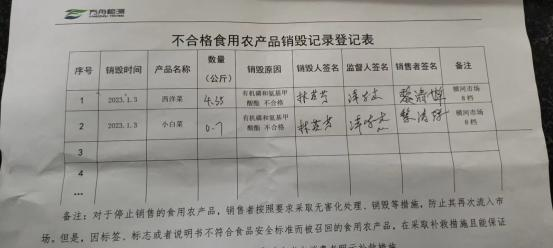 方舟检测
不合格食用农产品销毁记录登记表
序号 销毁时间 产品名称 数量（公斤） 销毁原因 销毁人签名 监督人签名 销售者签名 备注
1 2023.1.3 西洋菜 4.55 有机磷和氨基甲酸酯 不合格 横河市场8档
2 2023.1.3 小白菜 0.7 有机磷和氨基甲酸酯 不合格 横河市场8档
3
4
...
备注：对于停止销售的食用农产品，销售者按照要求采取无害化处理、销毁等措施，防止其再次流入市
场。但是，因标签、标志或者说明书不符合食品安全标准而被召回的食用农产品，在采取补救措施且能保证